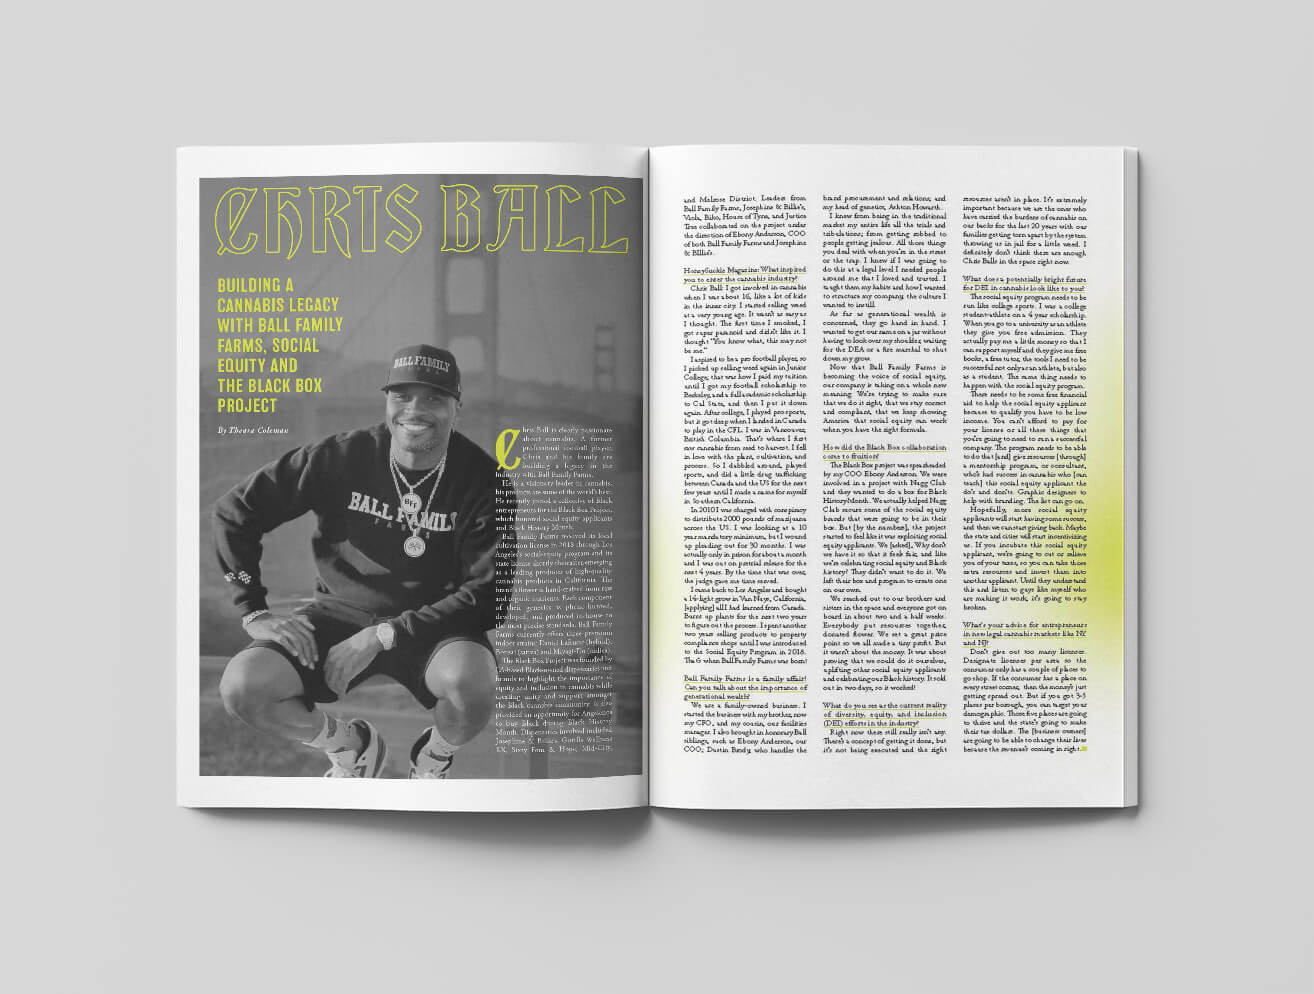 CHRIS BALL
BUILDING A
CANNABIS LEGACY
WITH BALL FAMILY
FARMS, SOCIAL
EQUITY AND
THE BLACK BOX
PROJECT
By Theara Coleman
BALL FAMILY
FARMS
BALL FAMILY
FARMS
BFF
Chris Ball is clearly passionate
about cannabis. A former
professional football player,
Chris and his family are
building a legacy in the
industry with Ball Family Farms.
He is a visionary leader in cannabis,
his products are some of the world's best.
He recently joined a collective of Black
entrepreneurs for the Black Box Project,
which honored social equity applicants
and Black History Month.
Ball Family Farms received its local
cultivation license in 2018 through Los
Angeles's social-equity program and its
state license shortly thereafter, emerging
as a leading producer of high-quality
cannabis products in California. The
brand's flower is hand-crafted from raw
and organic nutrients. Each component
of their genetics is pheno-hunted,
developed, and produced in-house to
the most precise standards. Ball Family
Farms currently offers three premium
indoor strains: Daniel LaRusso (hybrid),
(sativa) and Miyagi-Do (indica).
The Black Box Project was founded by
LA-based Black-owned dispensaries and
brands to highlight the importance of
equity and inclusion in cannabis while
creating unity and support amongst
the Black cannabis community. It also
provided an opportunity for Angelenos
to buy Black during Black History
Month. Dispensaries involved included
Josephine & Billie's, Gorilla Wellness
RX, Sixty Four & Hope, Mid-City,
and Melrose District. Leaders from
Ball Family Farms, Josephine & Billie's,
Viola, Biko, House of Tyne, and Justice
True collaborated on the project under
the direction of Ebony Anderson, COO
of both Ball Family Farms and Josephine
& Billie's.
HoneySuckle Magazine: What inspired
you to enter the cannabis industry?
Chris Ball: I got involved in cannabis
when I was about 16, like a lot of kids
in the inner city. I started selling weed
at a very young age. It wasn't as easy as
I thought. The first time I smoked, I
got super paranoid and didn't like it. I
thought "You know what, this may not
be me."
I aspired to be a pro football player, so
I picked up selling weed again in Junior
College; that was how I paid my tuition
until I got my football scholarship to
Berkeley, and a full academic scholarship
to Cal State, and then I put it down
again. After college, I played pro sports,
but it got deep when I landed in Canada
to play in the CFL. I was in Vancouver,
British Columbia. That's where I first
saw cannabis from seed to harvest. I fell
in love with the plant, cultivation, and
process. So I dabbled around, played
sports, and did a little drug trafficking
between Canada and the US for the next
few years until I made a name for myself
in Southern California.
In 2010 I was charged with conspiracy
to distribute 2000 pounds of marijuana
across the US. I was looking at a 10
year mandatory minimum, but I wound
up pleading out for 30 months. I was
actually only in prison for about a month
and I was out on pretrial release for the
next 4 years. By the time that was over,
the judge gave me time served.
I came back to Los Angeles and bought
a 14-light grow in Van Nuys, California,
[applying] all I had learned from Canada.
Burnt up plants for the next two years
to figure out the process. I spent another
two years selling products to property
compliance shops until I was introduced
to the Social Equity Program in 2018.
That's when Ball Family Farms was born!
Ball Family Farms is a family affair!
Can you talk about the importance of
generational wealth?
We are a family-owned business. I
started the business with my brother, now
my CFO, and my cousin, our facilities
manager. I also brought in honorary Ball
siblings, such as Ebony Anderson, our
COO; Dustin Brody, who handles the
brand procurement and relations; and
my head of genetics, Ashton Howarth.
I knew from being in the traditional
market my entire life all the trials and
tribulations; from getting robbed to
people getting jealous. All those things
you deal with when you're in the street
or the trap. I knew if I was going to
do this at a legal level I needed people
around me that I loved and trusted. I
taught them my habits and how I wanted
to structure my company, the culture I
wanted to instill.
As far as generational wealth is
concerned, they go hand in hand. I
wanted to get our name on a jar without
having to look over my shoulder, waiting
for the DEA or a fire marshal to shut
down my grow.
Now that Ball Family Farms is
becoming the voice of social equity,
our company is taking on a whole new
meaning. We're trying to make sure
that we do it right, that we stay correct
and compliant, that we keep showing
America that social equity can work
when you have the right formula.
How did the Black Box collaboration
come to fruition?
The Black Box project was spearheaded
by my COO Ebony Anderson. We were
involved in a project with Nugg Club
and they wanted to do a box for Black
History Month. We actually helped Nugg
Club secure some of the social equity
brands that were going to be in their
box. But [by the numbers], the project
started to feel like it was exploiting social
equity applicants. We [asked], Why don't
we have it so that it feels fair, and like
we're celebrating social equity and Black
history? They didn't want to do it. We
left their box and program to create one
on our own.
We reached out to our brothers and
sisters in the space and everyone got on
board in about two and a half weeks.
Everybody put resources together,
donated flower. We set a great price
point so we all made a tiny profit. But
it wasn't about the money. It was about
proving that we could do it ourselves,
uplifting other social equity applicants
and celebrating our Black history. It sold
out in two days, so it worked!
What do you see as the current reality
of diversity, equity, and inclusion
(DEI) efforts in the industry?
Right now there still really isn't any.
There's a concept of getting it done, but
it's not being executed and the right
resources aren't in place. It's extremely
important because we are the ones who
have carried the burdens of cannabis on
our backs for the last 20 years with our
families getting torn apart by the system
throwing us in jail for a little weed. I
definitely don't think there are enough
Chris Balls in the space right now.
What does a potentially bright future
for DEI in cannabis look like to you?
The social equity program needs to be
run like college sports. I was a college
student-athlete on a 4 year scholarship.
When you go to a university as an athlete
they give you free admission. They
actually pay me a little money so that I
can support myself and they give me free
books, a free tutor, the tools I need to be
successful not only as an athlete, but also
as a student. The same thing needs to
happen with the social equity program.
There needs to be some free financial
aid to help the social equity applicant
because to qualify you have to be low
income. You can't afford to pay for
your license or all these things that
you're going to need to run a successful
company. The program needs to be able
to do that [and] give resources [through]
a mentorship program, or consultant,
who's had success in cannabis who [can
teach] this social equity applicant the
do's and don'ts. Graphic designers to
help with branding. The list can go on.
Hopefully, more social equity
applicants will start having some success,
and then we can start giving back. Maybe
the state and cities will start incentivizing
us. If you incubate this social equity
applicant, we're going to out or relieve
you of your taxes, so you can take those
extra resources and invest them into
another applicant. Until they understand
this and listen to guys like myself who
are making it work, it's going to stay
broken.
What's your advice for entrepreneurs
in new legal cannabis markets like NY
and NJ?
Don't give out too many licenses.
Designate licenses per area so the
consumer only has a couple of places to
go shop. If the consumer has a place on
every street corner, then the money's just
getting spread out. But if you got 3-5
places per borough, you can target your
demographic. Those five places are going
to thrive and the state's going to make
their tax dollars. The [business owners]
are going to be able to change their lives
because the revenue's coming in right.